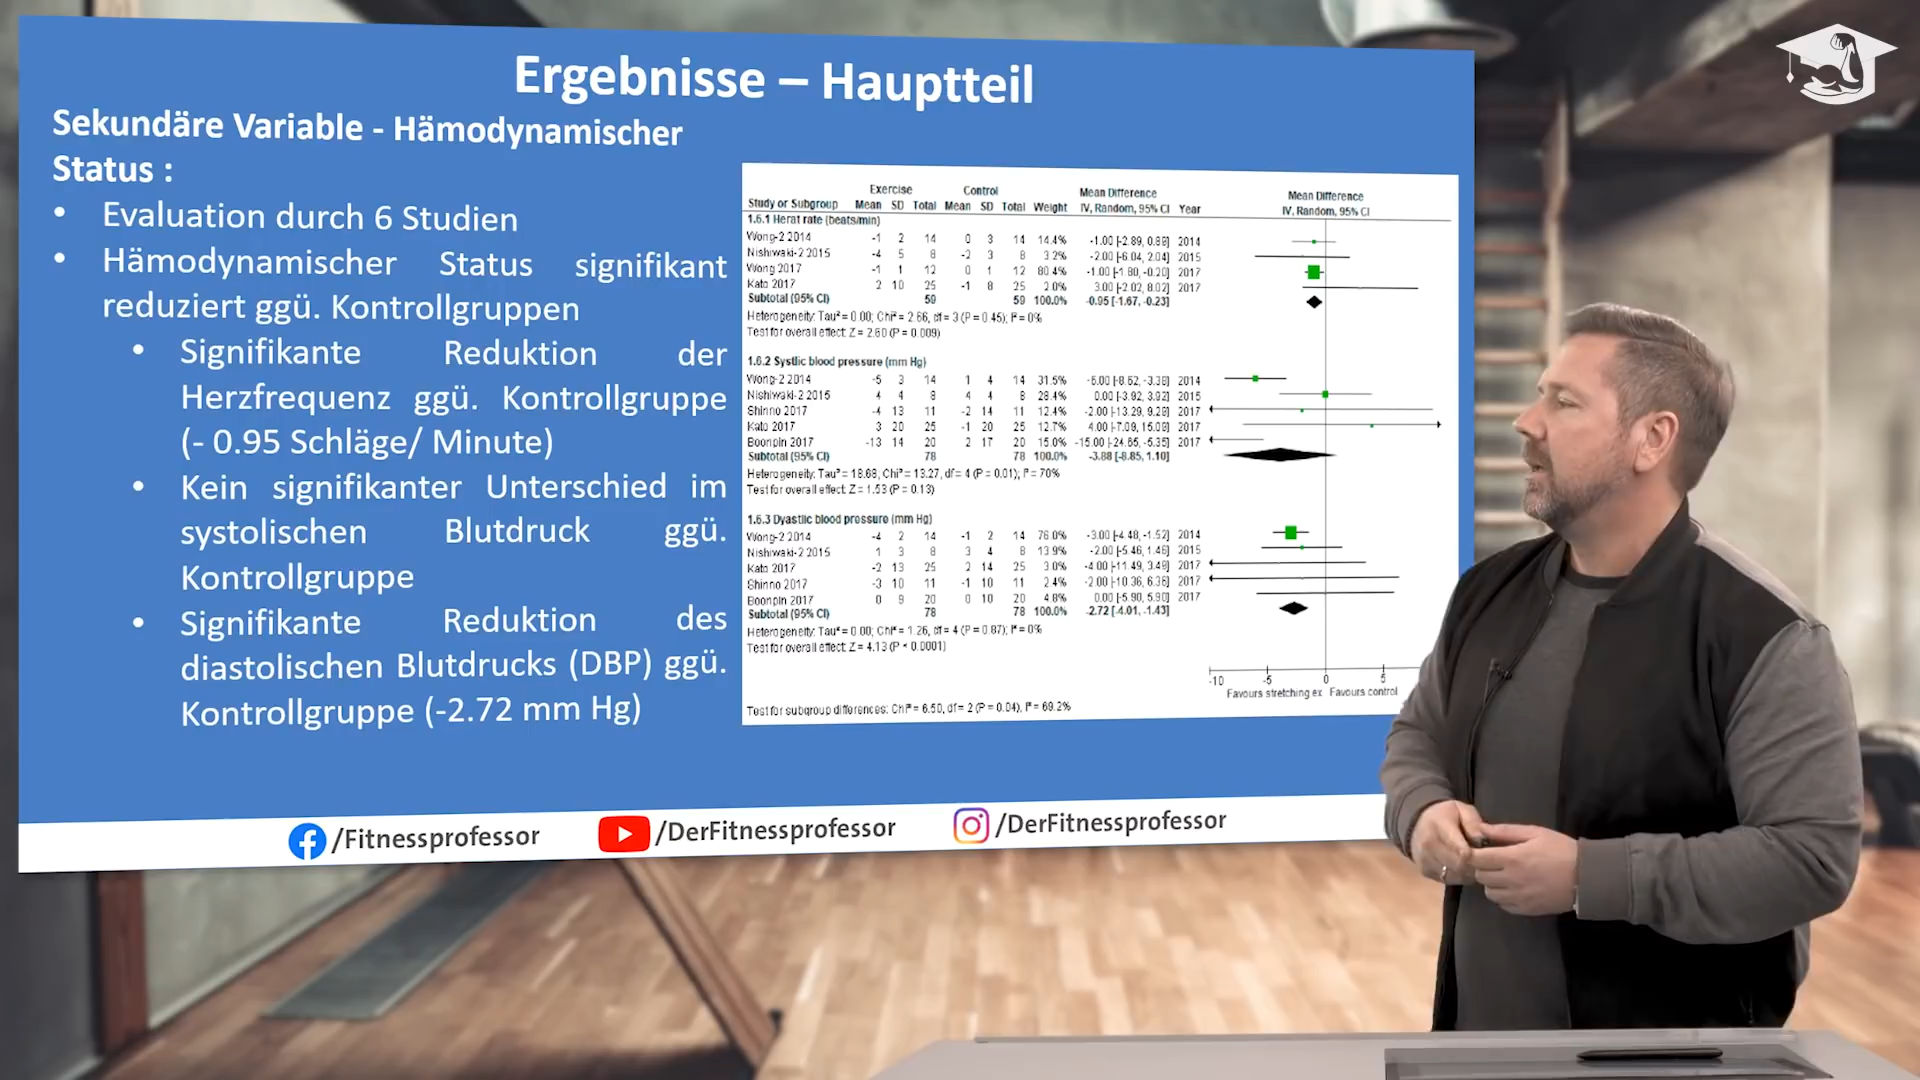 Ergebnisse – Hauptteil
Sekundäre Variable - Hämodynamischer
Status :
• Evaluation durch 6 Studien
• Hämodynamischer Status signifikant
reduziert ggü. Kontrollgruppen
• Signifikante Reduktion der
Herzfrequenz ggü. Kontrollgruppe
(- 0.95 Schläge/ Minute)
• Kein signifikanter Unterschied im
systolischen Blutdruck ggü.
Kontrollgruppe
• Signifikante Reduktion des
diastolischen Blutdrucks (DBP) ggü.
Kontrollgruppe (-2.72 mm Hg)
Exercise Control Mean Difference Mean Difference
Study or Subgroup Mean SD Total Mean SD Total Weight IV, Random, 95% CI Year IV, Random, 95% CI
1.6.1 Herat rate (beats/min)
Wong-2 2014 -1 2 14 0 3 14 14.4% -1.00 [-2.89, 0.89] 2014
Nishiwaki-2 2015 -4 5 8 -2 3 8 3.2% -2.00 [-6.04, 2.04] 2015
Wong 2017 -1 1 12 0 1 12 80.4% -1.00 [-1.80, -0.20] 2017
Kato 2017 2 10 25 -1 8 25 2.0% 3.00 [-2.02, 8.02] 2017
Subtotal (95% CI) 59 59 100.0% -0.95 [-1.67, -0.23]
Heterogeneity: Tau² = 0.00; Chi² = 2.66, df = 3 (P = 0.45); I² = 0%
Test for overall effect: Z = 2.60 (P = 0.009)
1.6.2 Systlic blood pressure (mm Hg)
Wong-2 2014 -5 3 14 1 4 14 31.5% -6.00 [-8.62, -3.38] 2014
Nishiwaki-2 2015 4 4 8 4 4 8 28.4% 0.00 [-3.92, 3.92] 2015
Shinno 2017 -4 13 11 -2 14 11 12.4% -2.00 [-13.29, 9.29] 2017
Kato 2017 3 20 25 -1 20 25 12.7% 4.00 [-7.09, 15.09] 2017
Boonpin 2017 -13 14 20 2 17 20 15.0% -15.00 [-24.65, -5.35] 2017
Subtotal (95% CI) 78 78 100.0% -3.88 [-8.85, 1.10]
Heterogeneity: Tau² = 18.68; Chi² = 13.27, df = 4 (P = 0.01); I² = 70%
Test for overall effect: Z = 1.53 (P = 0.13)
1.6.3 Dyastlic blood pressure (mm Hg)
Wong-2 2014 -4 2 14 -1 2 14 76.0% -3.00 [-4.48, -1.52] 2014
Nishiwaki-2 2015 1 3 8 3 4 8 13.9% -2.00 [-5.46, 1.46] 2015
Kato 2017 -2 13 25 2 14 25 3.0% -4.00 [-11.49, 3.49] 2017
Shinno 2017 -3 10 11 -1 10 11 2.4% -2.00 [-10.36, 6.36] 2017
Boonpin 2017 0 9 20 0 10 20 4.8% 0.00 [-5.90, 5.90] 2017
Subtotal (95% CI) 78 78 100.0% -2.72 [-4.01, -1.43]
Heterogeneity: Tau² = 0.00; Chi² = 1.26, df = 4 (P = 0.87); I² = 0%
Test for overall effect: Z = 4.13 (P < 0.0001)
-10 -5 0 5
Favours stretching ex Favours control
Test for subgroup differences: Chi² = 6.50, df = 2 (P = 0.04), I² = 69.2%
/Fitnessprofessor /DerFitnessprofessor /DerFitnessprofessor